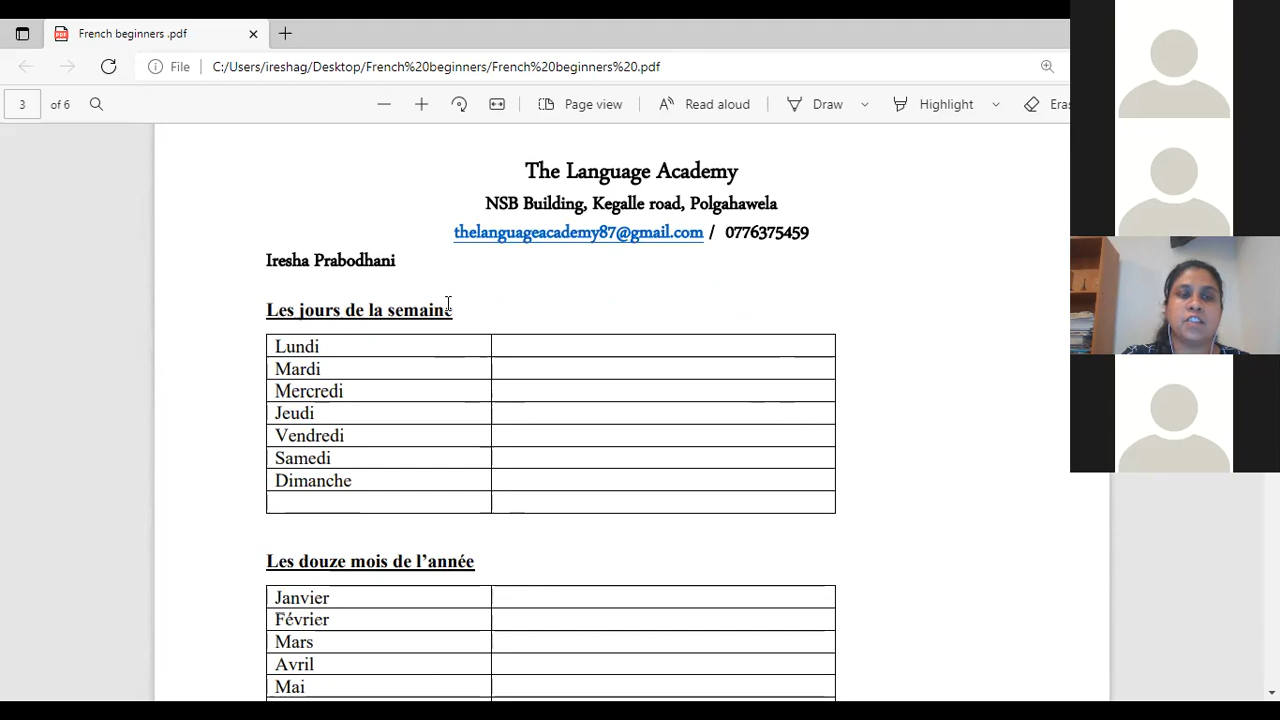 French beginners .pdf
File
C:/Users/ireshag/Desktop/French%20beginners/French%20beginners%20.pdf
3 of 6
Page view
Read aloud
Draw
Highlight
Eras
The Language Academy
NSB Building, Kegalle road, Polgahawela
thelanguageacademy87@gmail.com / 0776375459
Iresha Prabodhani
Les jours de la semaine
Lundi
Mardi
Mercredi
Jeudi
Vendredi
Samedi
Dimanche
Les douze mois de l’année
Janvier
Février
Mars
Avril
Mai